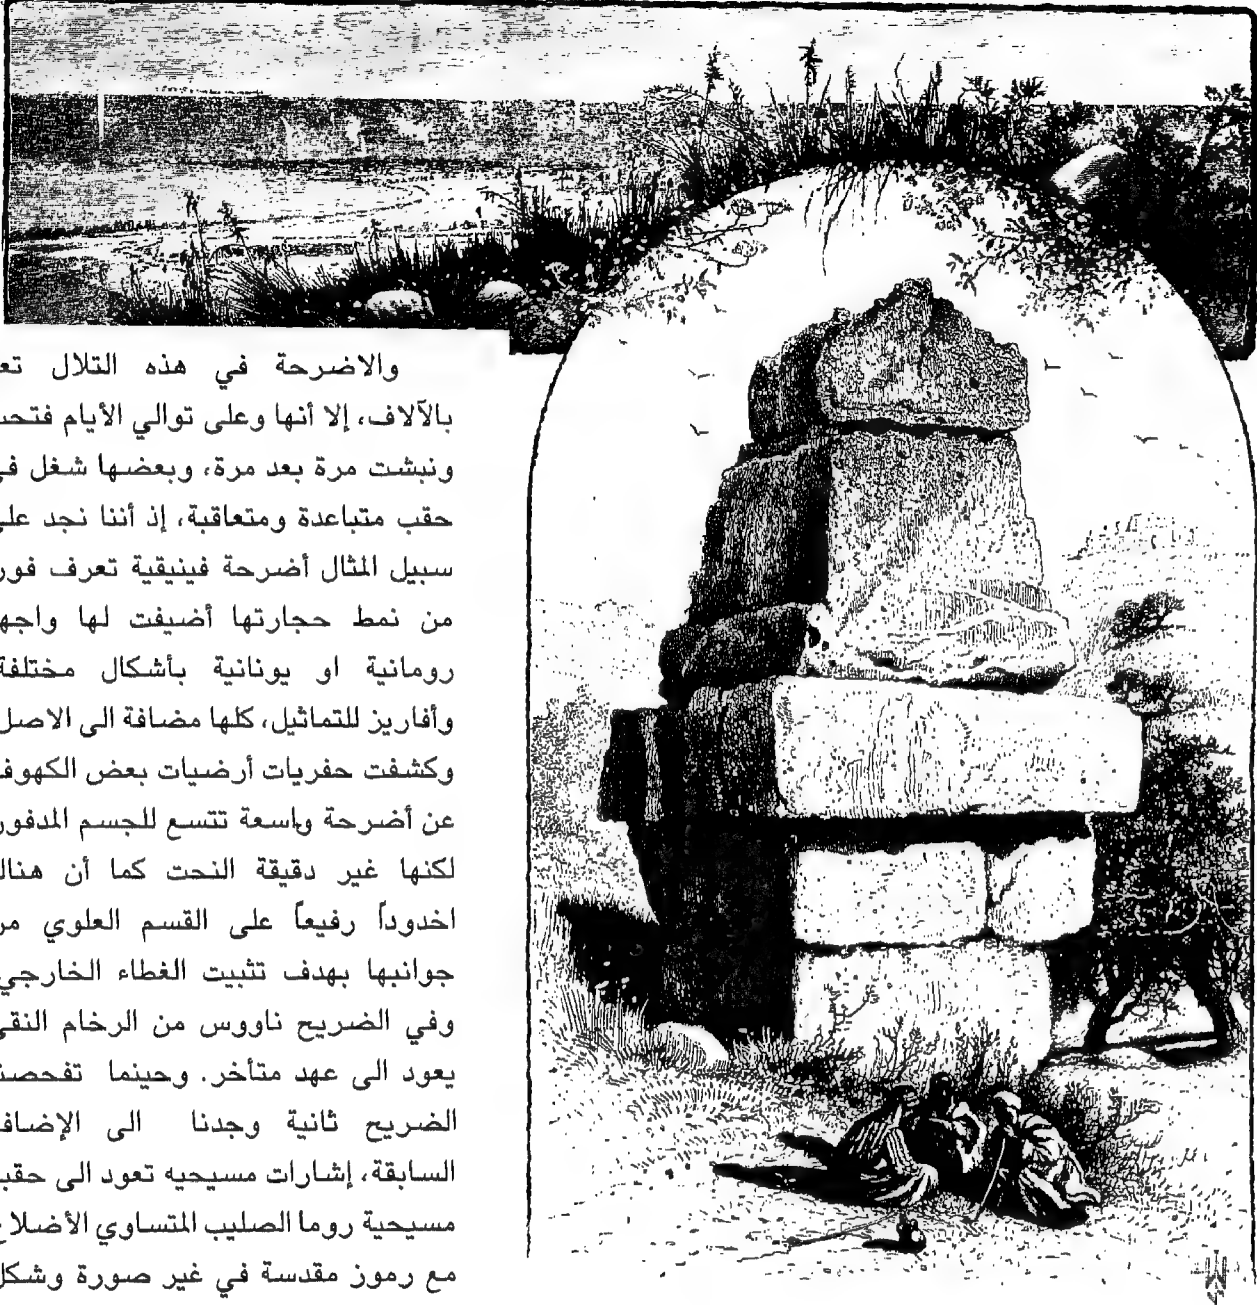 والاضرحة في هذه التلال تع
بالآلاف، إلا أنها وعلى توالي الأيام فتحت
ونبشت مرة بعد مرة، وبعضها شغل في
حقب متباعدة ومتعاقبة، إذ أننا نجد على
سبيل المثال أضرحة فينيقية تعرف فور
من نمط حجارتها أضيفت لها واجه
رومانية او يونانية بأشكال مختلفة
وأفاريز للتماثيل، كلها مضافة الى الاصل
وكشفت حفريات أرضيات بعض الكهوف
عن أضرحة واسعة تتسع للجسم المدفون
لكنها غير دقيقة النحت كما أن هنال
اخدوداً رفيعاً على القسم العلوي من
جوانبها بهدف تثبيت الغطاء الخارجي
وفي الضريح ناووس من الرخام النقي
يعود الى عهد متأخر. وحينما تفحصن
الضريح ثانية وجدنا الى الإضاف
السابقة، إشارات مسيحيه تعود الى حقب
مسيحية روما الصليب المتساوي الأضلاع
مع رموز مقدسة في غير صورة وشكل